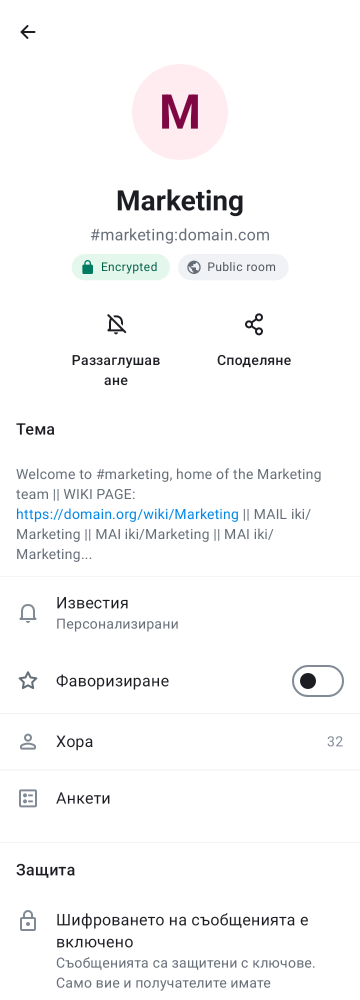 M
Marketing
#marketing:domain.com
Encrypted
Public room
Раззаглушав
ане
Споделяне
Тема
Welcome to #marketing, home of the Marketing
team || WIKI PAGE:
https://domain.org/wiki/Marketing || MAIL iki/
Marketing || MAI iki/Marketing || MAI iki/
Marketing...
Известия
Персонализирани
Фаворизиране
Хора
32
Анкети
Защита
Шифроването на съобщенията е
включено
Съобщенията са защитени с ключове.
Само вие и получателите имате